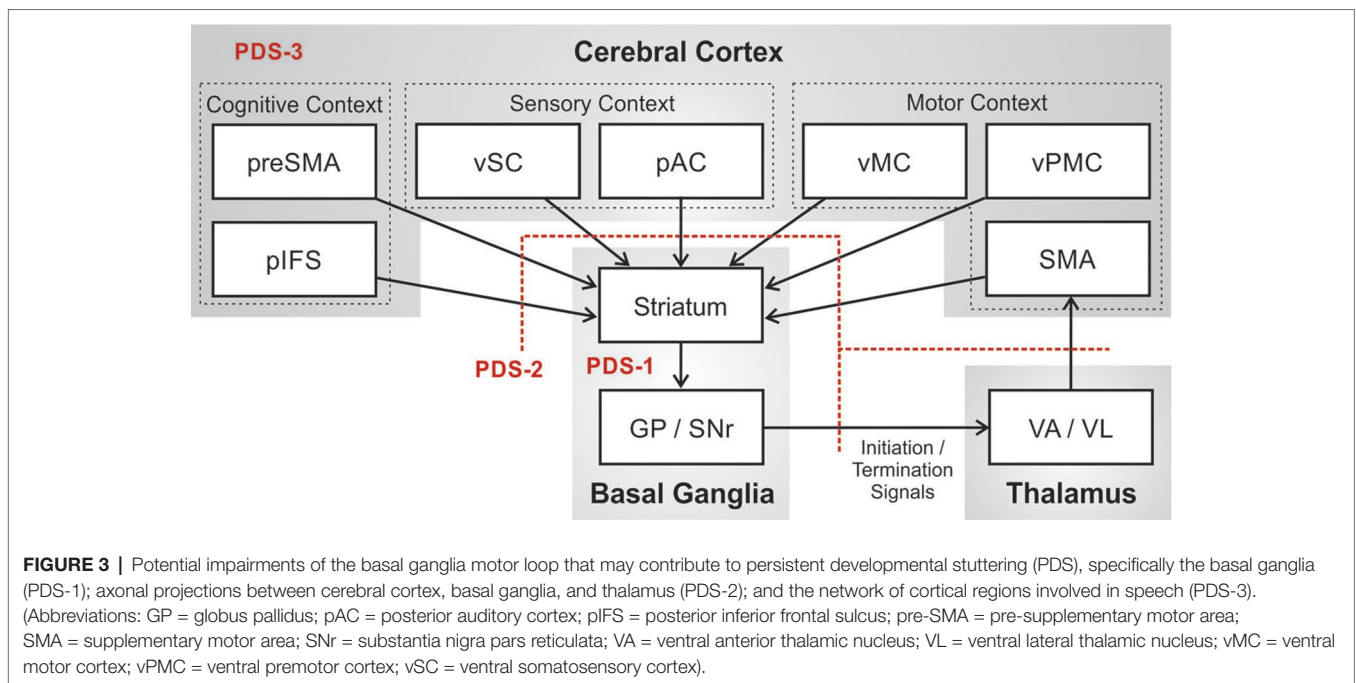 PDS-3
Cerebral Cortex
Cognitive Context
Sensory Context
Motor Context
preSMA
vSC
pAC
vMC
vPMC
pIFS
Striatum
SMA
PDS-2
PDS-1
GP / SNr
Initiation /
Termination
Signals
VA / VL
Basal Ganglia
Thalamus
FIGURE 3 | Potential impairments of the basal ganglia motor loop that may contribute to persistent developmental stuttering (PDS), specifically the basal ganglia
(PDS-1); axonal projections between cerebral cortex, basal ganglia, and thalamus (PDS-2); and the network of cortical regions involved in speech (PDS-3).
(Abbreviations: GP = globus pallidus; pAC = posterior auditory cortex; pIFS = posterior inferior frontal sulcus; pre-SMA = pre-supplementary motor area;
SMA = supplementary motor area; SNr = substantia nigra pars reticulata; VA = ventral anterior thalamic nucleus; VL = ventral lateral thalamic nucleus; vMC = ventral
motor cortex; vPMC = ventral premotor cortex; vSC = ventral somatosensory cortex).